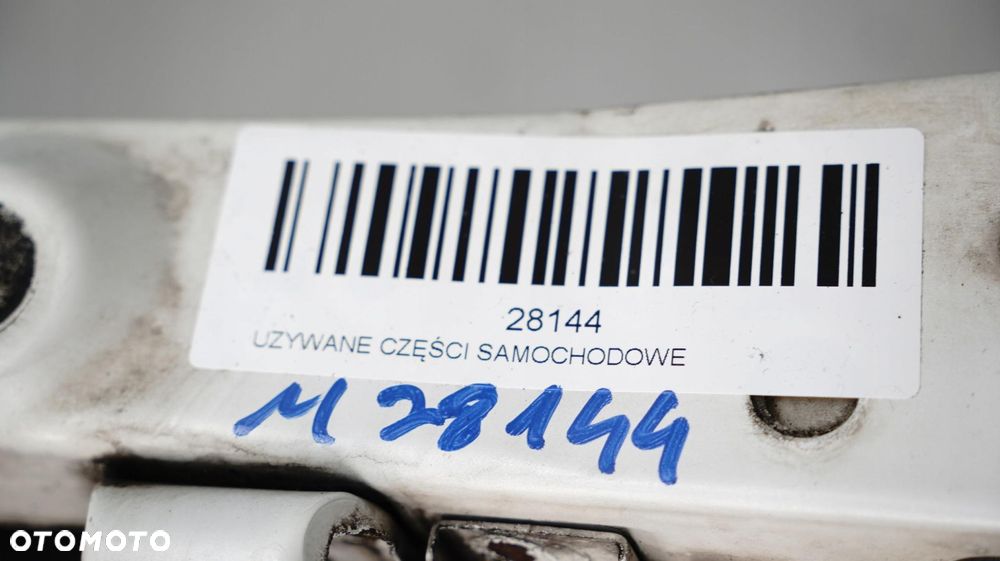 28144
UZYWANE CZĘŚCI SAMOCHODOWE
M 28144
OTOMOTO